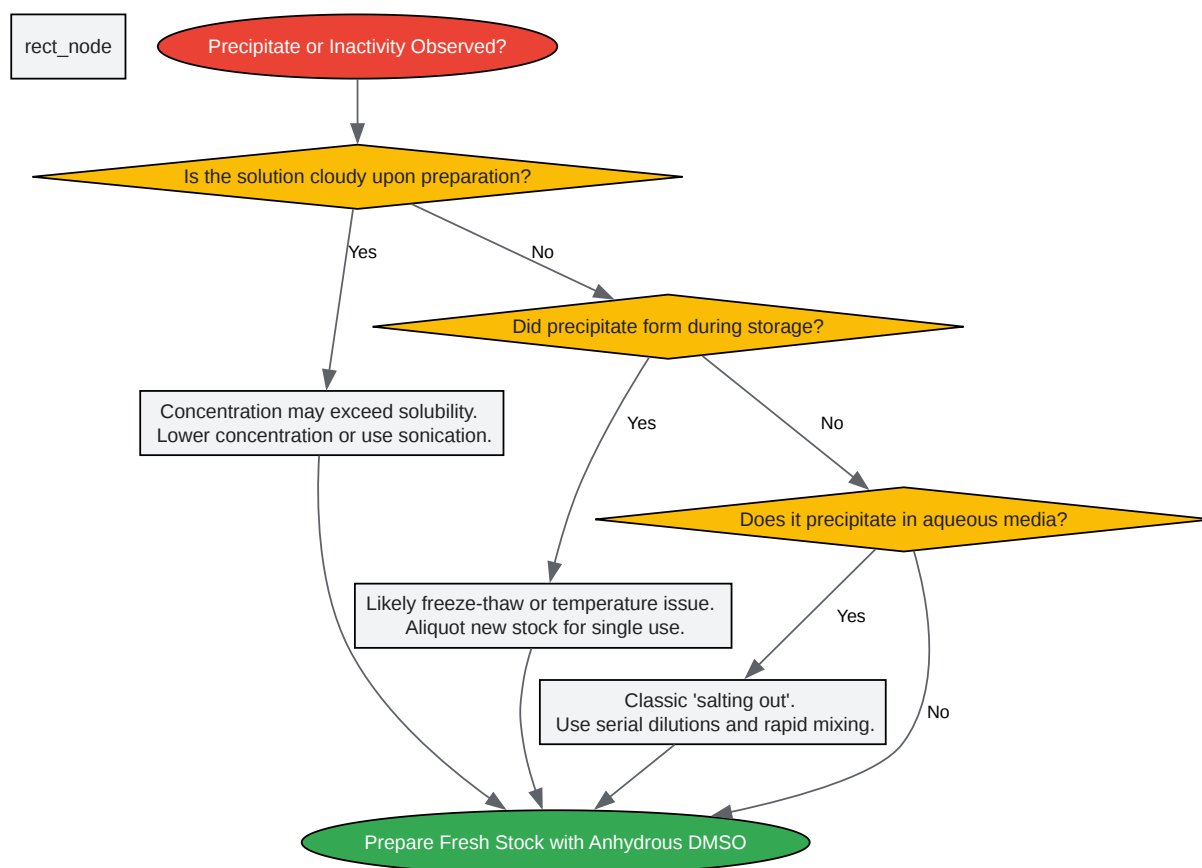 rect_node
Precipitate or Inactivity Observed?
Is the solution cloudy upon preparation?
Yes
No
Did precipitate form during storage?
Concentration may exceed solubility.
Lower concentration or use sonication.
Yes
No
Does it precipitate in aqueous media?
Likely freeze-thaw or temperature issue.
Aliquot new stock for single use.
Yes
Classic 'salting out'.
Use serial dilutions and rapid mixing.
No
Prepare Fresh Stock with Anhydrous DMSO